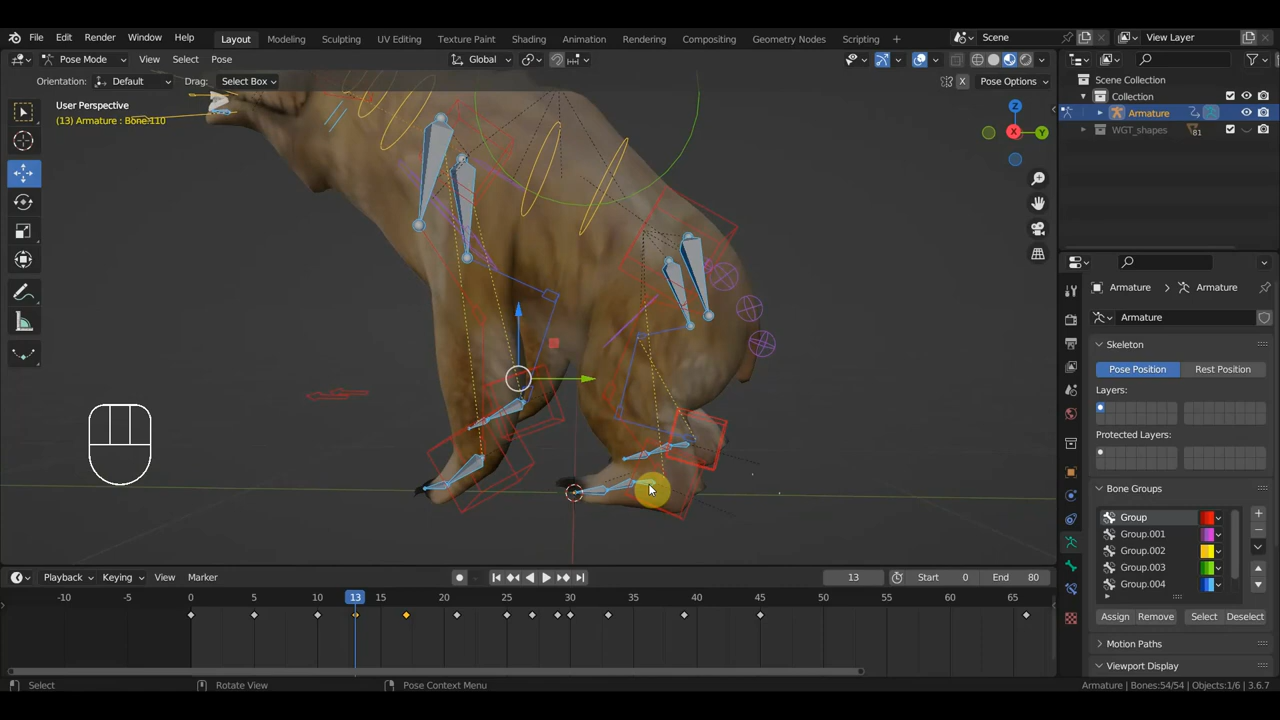 File Edit Render Window Help Layout Modeling Sculpting UV Editing Texture Paint Shading Animation Rendering Compositing Geometry Nodes Scripting + Scene View Layer
Pose Mode View Select Pose Global
Orientation: Default Drag: Select Box X Pose Options
User Perspective
(13) Armature : Bone.110
Z
Y
X
Scene Collection
Collection
Armature
WGT_shapes 81
Armature > Armature
Armature
Skeleton
Pose Position Rest Position
Layers:
Protected Layers:
Bone Groups
Group
Group.001
Group.002
Group.003
Group.004
Assign Remove Select Deselect
Motion Paths
Viewport Display
Playback Keying View Marker 13 Start 0 End 80
-10 -5 0 5 10 13 20 25 30 35 40 45 50 55 60 65
Select Rotate View Pose Context Menu Armature | Bones:54/54 | Objects:1/6 | 3.6.7